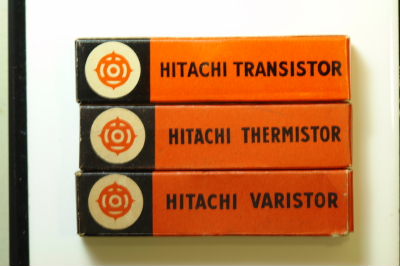 HITACHI TRANSISTOR
HITACHI THERMISTOR
HITACHI VARISTOR